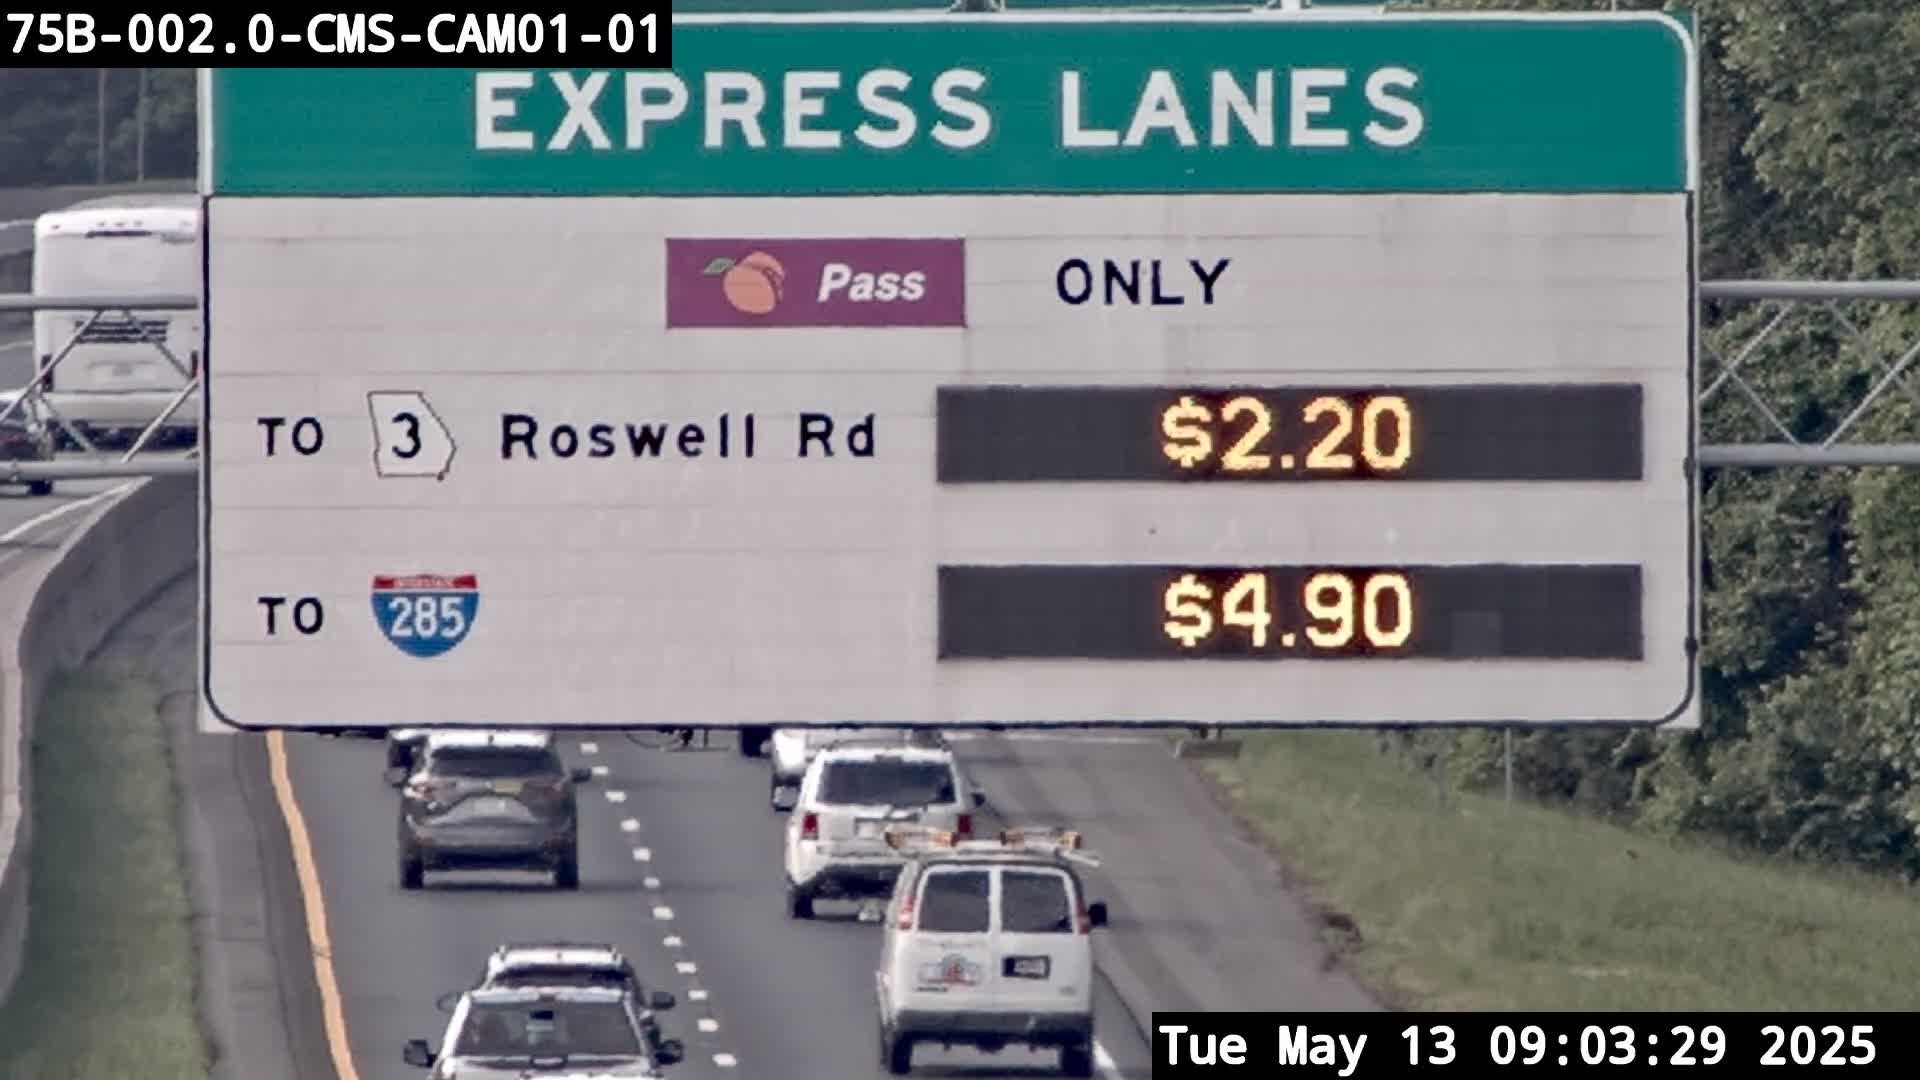 75B-002.0-CMS-CAM01-01
EXPRESS LANES
Pass ONLY
TO 3 Roswell Rd $2.20
INTERSTATE
TO 285 $4.90
Tue May 13 09:03:29 2025